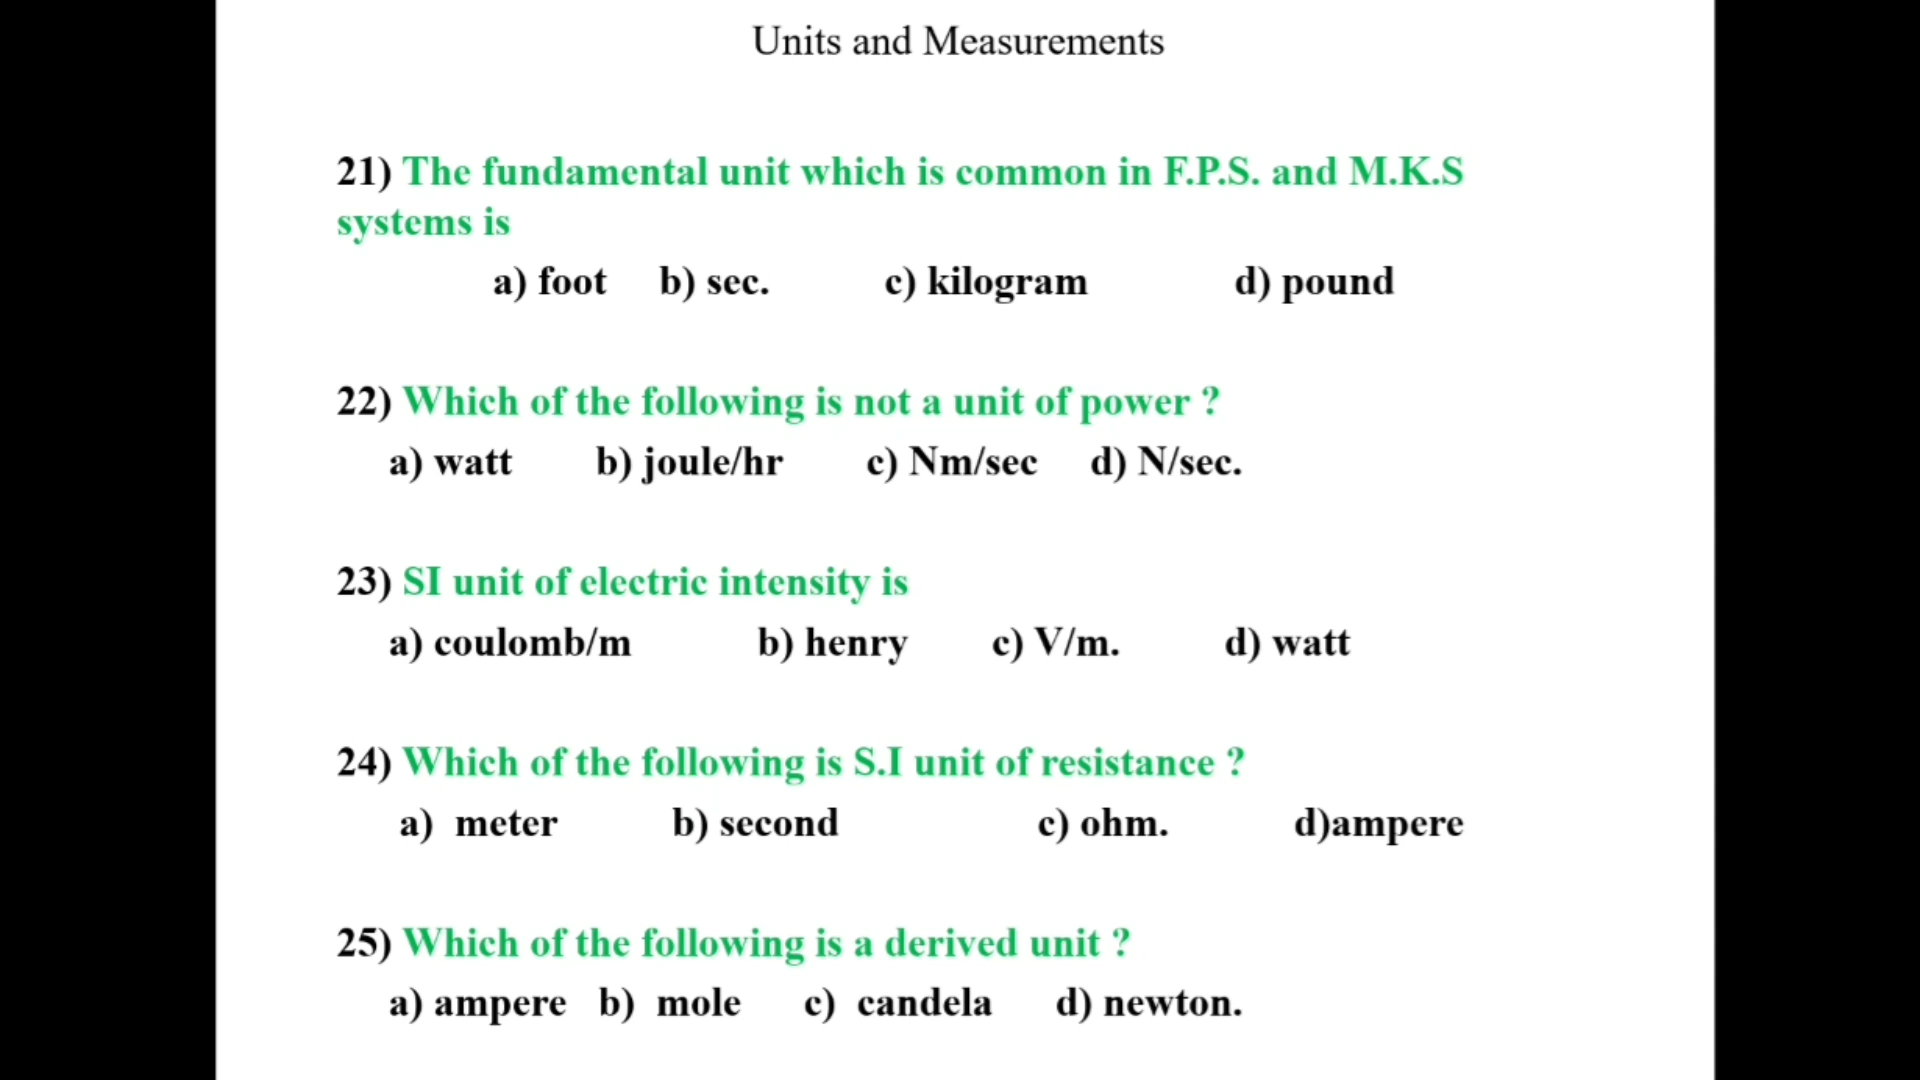 Units and Measurements
21) The fundamental unit which is common in F.P.S. and M.K.S
systems is
a) foot b) sec. c) kilogram d) pound
22) Which of the following is not a unit of power ?
a) watt b) joule/hr c) Nm/sec d) N/sec.
23) SI unit of electric intensity is
a) coulomb/m b) henry c) V/m. d) watt
24) Which of the following is S.I unit of resistance ?
a) meter b) second c) ohm. d)ampere
25) Which of the following is a derived unit ?
a) ampere b) mole c) candela d) newton.